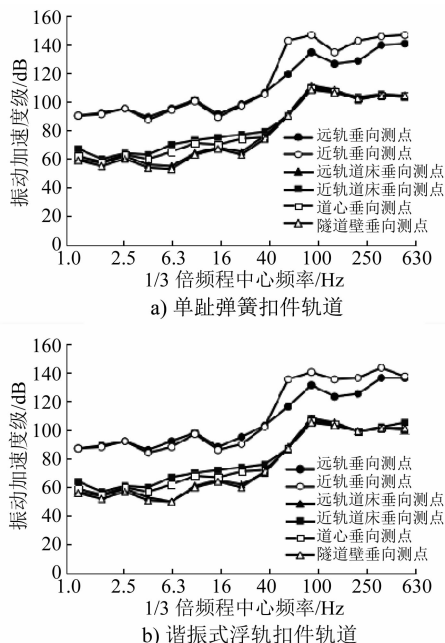 160
140
120
100
80
60
40
20
0
振动加速度级/dB
远轨垂向测点
近轨垂向测点
远轨道床垂向测点
近轨道床垂向测点
道心垂向测点
隧道壁垂向测点
1.0 2.5 6.3 16 40 100 250 630
1/3 倍频程中心频率/Hz
a) 单趾弹簧扣件轨道
160
140
120
100
80
60
40
20
0
振动加速度级/dB
远轨垂向测点
近轨垂向测点
远轨道床垂向测点
近轨道床垂向测点
道心垂向测点
隧道壁垂向测点
1.0 2.5 6.3 16 40 100 250 630
1/3 倍频程中心频率/Hz
b) 谐振式浮轨扣件轨道